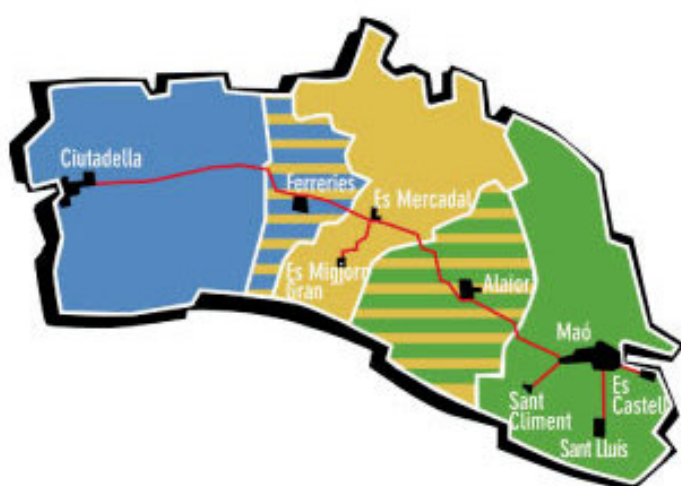 Ciutadella
Ferreries
Es Mercadal
Es Migjorn
Gran
Alaior
Maó
Es
Castell
Sant
Climent
Sant Lluís